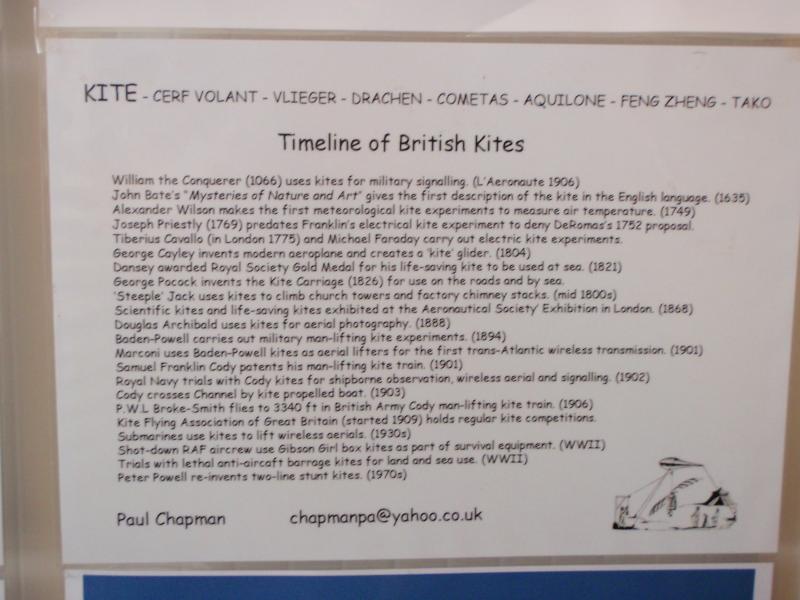 KITE - CERF VOLANT - VLIEGER - DRACHEN - COMETAS - AQUILONE - FENG ZHENG - TAKO
Timeline of British Kites
William the Conquerer (1066) uses kites for military signalling. (L'Aeronaute 1906)
John Bate's "Mysteries of Nature and Art" gives the first description of the kite in the English language. (1635)
Alexander Wilson makes the first meteorological kite experiments to measure air temperature. (1749)
Joseph Priestly (1769) predates Franklin's electrical kite experiment to deny DeRomas's 1752 proposal.
Tiberius Cavallo (in London 1775) and Michael Faraday carry out electric kite experiments.
George Cayley invents modern aeroplane and creates a 'kite' glider. (1804)
Dansey awarded Royal Society Gold Medal for his life-saving kite to be used at sea. (1821)
George Pocock invents the Kite Carriage (1826) for use on the roads and by sea.
'Steeple' Jack uses kites to climb church towers and factory chimney stacks. (mid 1800s)
Scientific kites and life-saving kites exhibited at the Aeronautical Society' Exhibition in London. (1868)
Douglas Archibald uses kites for aerial photography. (1888)
Baden-Powell carries out military man-lifting kite experiments. (1894)
Marconi uses Baden-Powell kites as aerial lifters for the first trans-Atlantic wireless transmission. (1901)
Samuel Franklin Cody patents his man-lifting kite train. (1901)
Royal Navy trials with Cody kites for shipborne observation, wireless aerial and signalling. (1902)
Cody crosses Channel by kite propelled boat. (1903)
P.W.L Broke-Smith flies to 3340 ft in British Army Cody man-lifting kite train. (1906)
Kite Flying Association of Great Britain (started 1909) holds regular kite competitions.
Submarines use kites to lift wireless aerials. (1930s)
Shot-down RAF aircrew use Gibson Girl box kites as part of survival equipment. (WWII)
Trials with lethal anti-aircaft barrage kites for land and sea use. (WWII)
Peter Powell re-invents two-line stunt kites. (1970s)
Paul Chapman chapmanpa@yahoo.co.uk